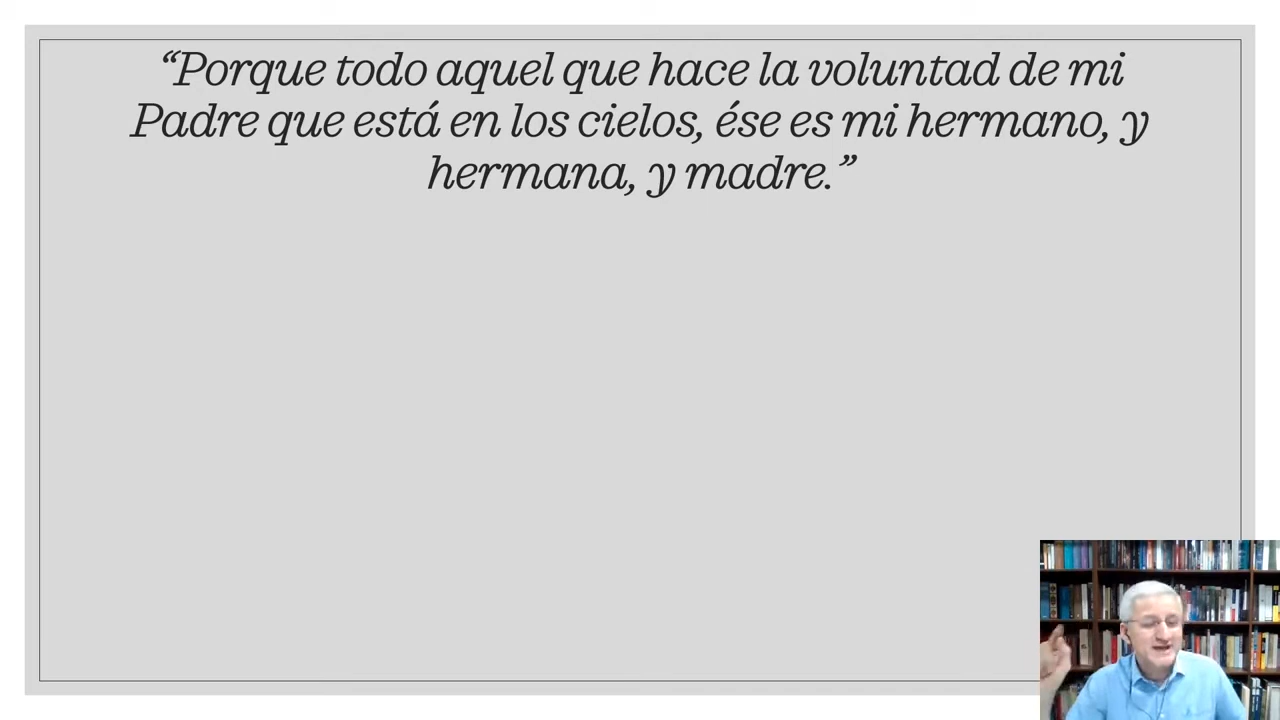 “Porque todo aquel que hace la voluntad de mi
Padre que está en los cielos, ése es mi hermano, y
hermana, y madre.”